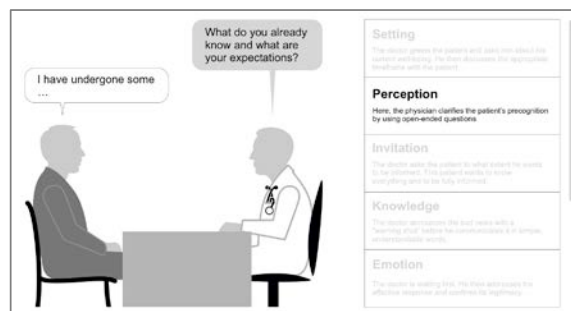 What do you already
know and what are
your expectations?
I have undergone some
…
Setting
The doctor greets the patient and asks him about his
current wellbeing. He then discusses the appropriate
timeframe with the patient.
Perception
Here, the physician clarifies the patient's precognition
by using open-ended questions.
Invitation
The doctor asks the patient to what extent he wants
to be informed. This patient wants to know
everything and to be fully informed.
Knowledge
The doctor announces the bad news with a
"warning shot" before he communicates it in simple,
understandable words.
Emotion
The doctor is waiting first. He then addresses the
affective response and confirms its legitimacy.